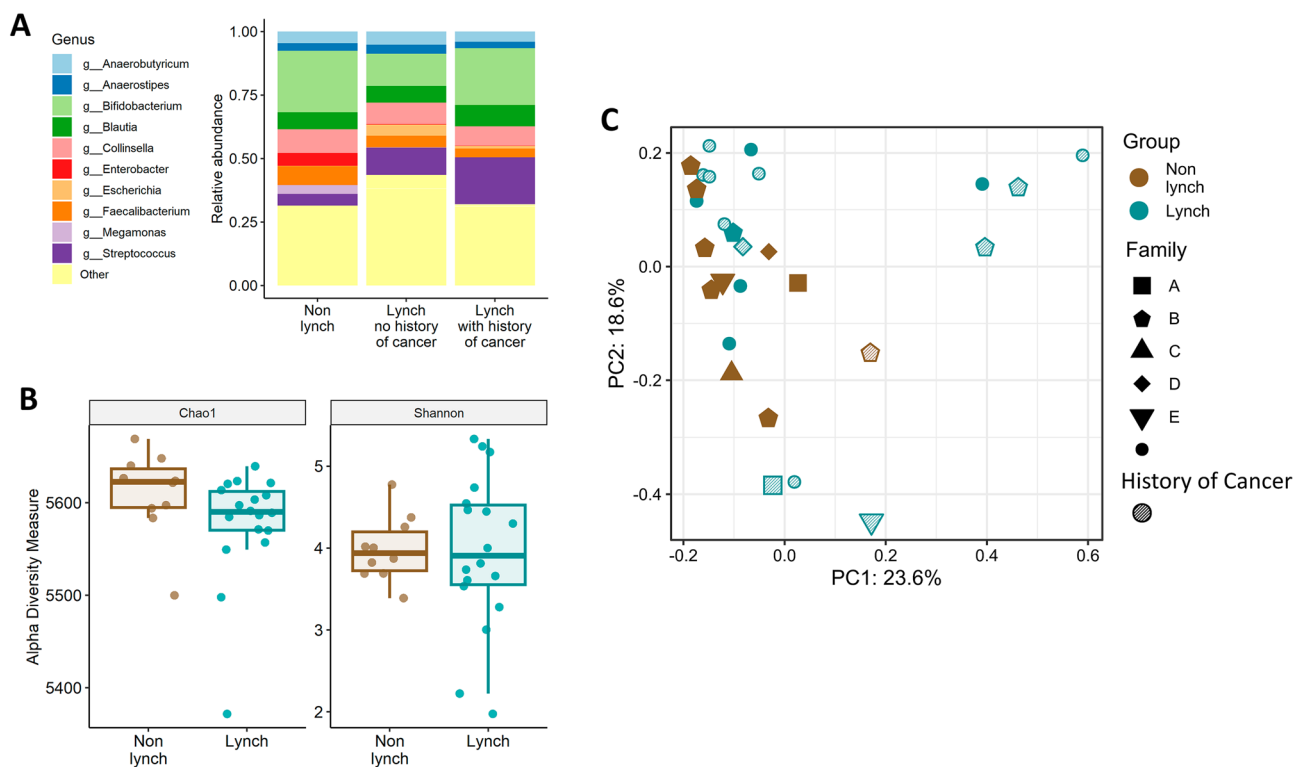 A
Genus
g__Anaerobutyricum
g__Anaerostipes
g__Bifidobacterium
g__Blautia
g__Collinsella
g__Enterobacter
g__Escherichia
g__Faecalibacterium
g__Megamonas
g__Streptococcus
Other
Relative abundance
1.00
0.75
0.50
0.25
0.00
Non
lynch
Lynch
no history
of cancer
Lynch
with history
of cancer
B
Chao1
Shannon
Alpha Diversity Measure
5600
5500
5400
5
4
3
2
Non
lynch
Lynch
Non
lynch
Lynch
C
PC2: 18.6%
0.2
0.0
-0.2
-0.4
-0.2
0.0
0.2
0.4
0.6
PC1: 23.6%
Group
Non
lynch
Lynch
Family
A
B
C
D
E
History of Cancer